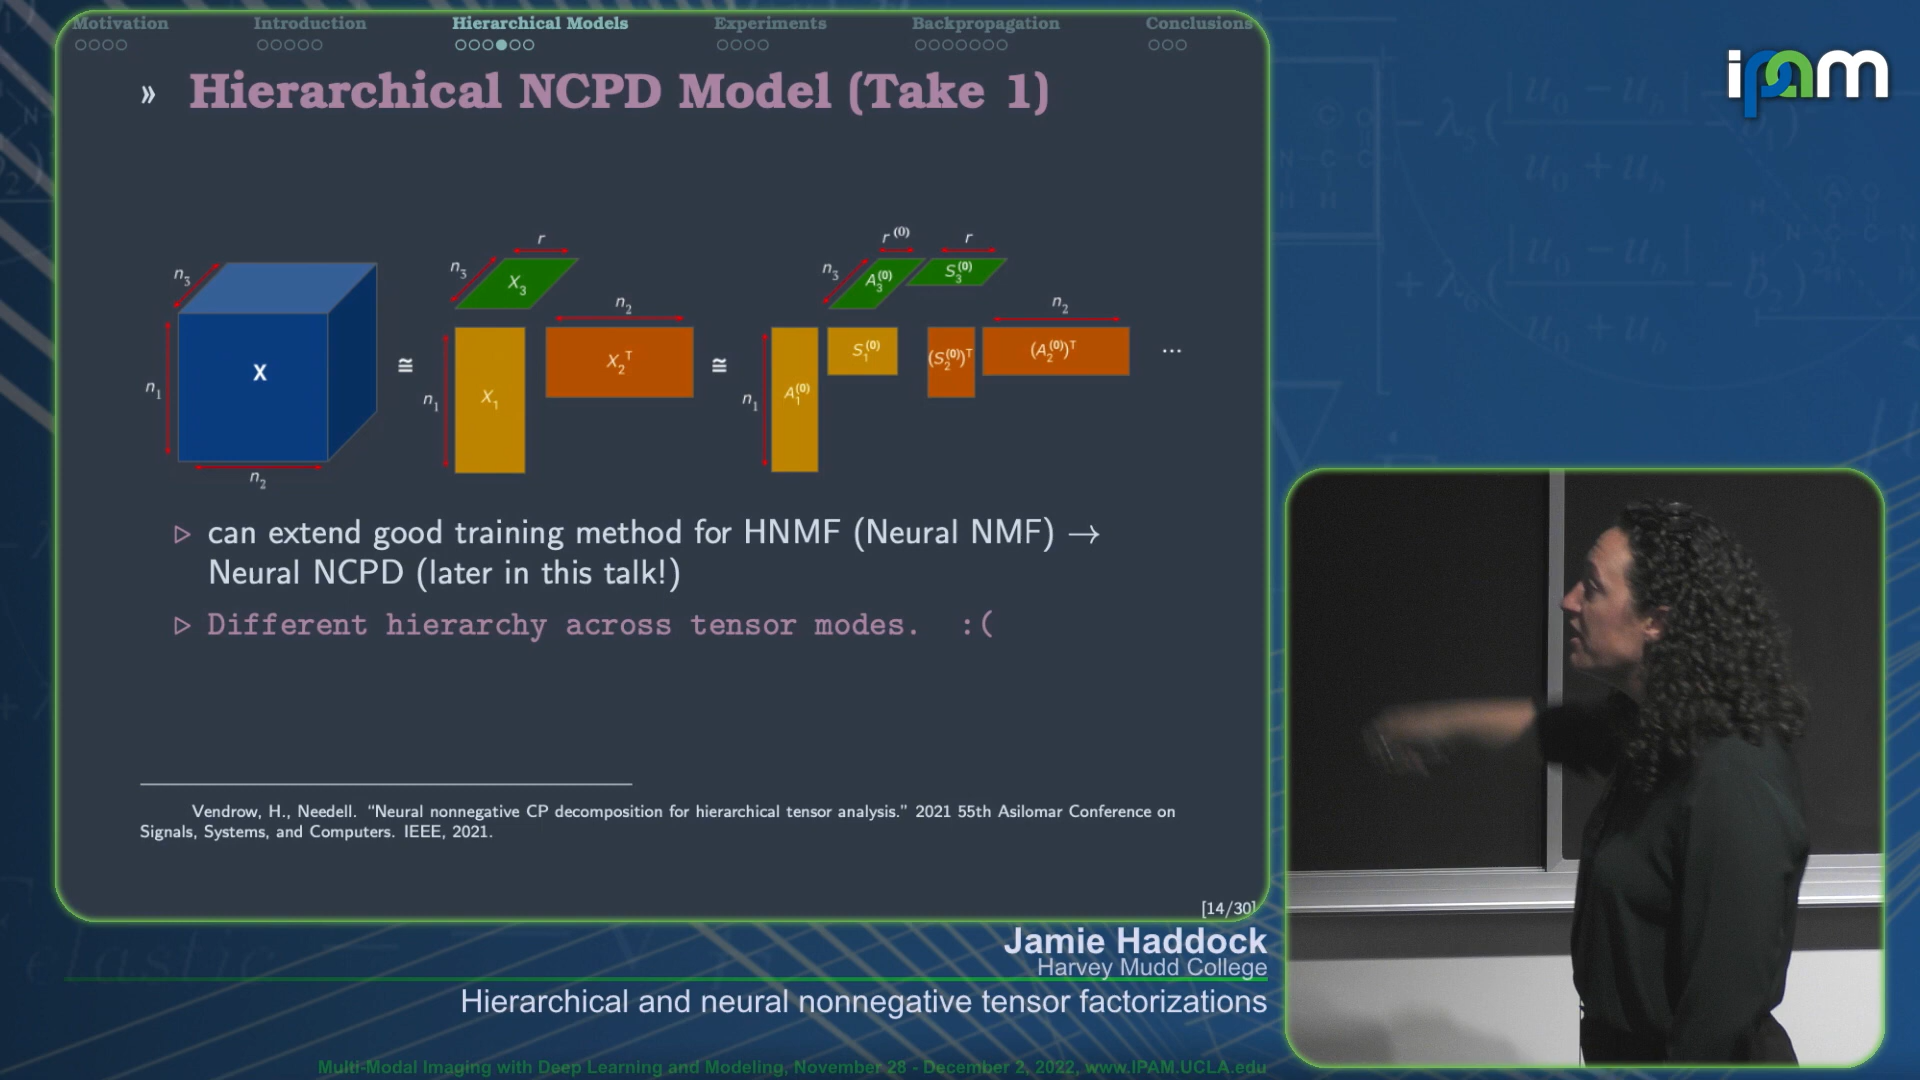 Motivation Introduction Hierarchical Models Experiments Backpropagation Conclusions
» Hierarchical NCPD Model (Take 1)
n₃
n₁
n₂
X
≅
r
n₃
X₃
n₂
n₁
X₁
X₂ᵀ
≅
r⁽⁰⁾ r
n₃
A₃⁽⁰⁾ S₃⁽⁰⁾
n₂
n₁
A₁⁽⁰⁾
S₁⁽⁰⁾
(S₂⁽⁰⁾)ᵀ (A₂⁽⁰⁾)ᵀ
...
▷ can extend good training method for HNMF (Neural NMF) →
Neural NCPD (later in this talk!)
▷ Different hierarchy across tensor modes. :(
Vendrow, H., Needell. “Neural nonnegative CP decomposition for hierarchical tensor analysis.” 2021 55th Asilomar Conference on
Signals, Systems, and Computers. IEEE, 2021.
[14/30]
ipam
Jamie Haddock
Harvey Mudd College
Hierarchical and neural nonnegative tensor factorizations
Multi-Modal Imaging with Deep Learning and Modeling, November 28 - December 2, 2022, www.IPAM.UCLA.edu
elastic